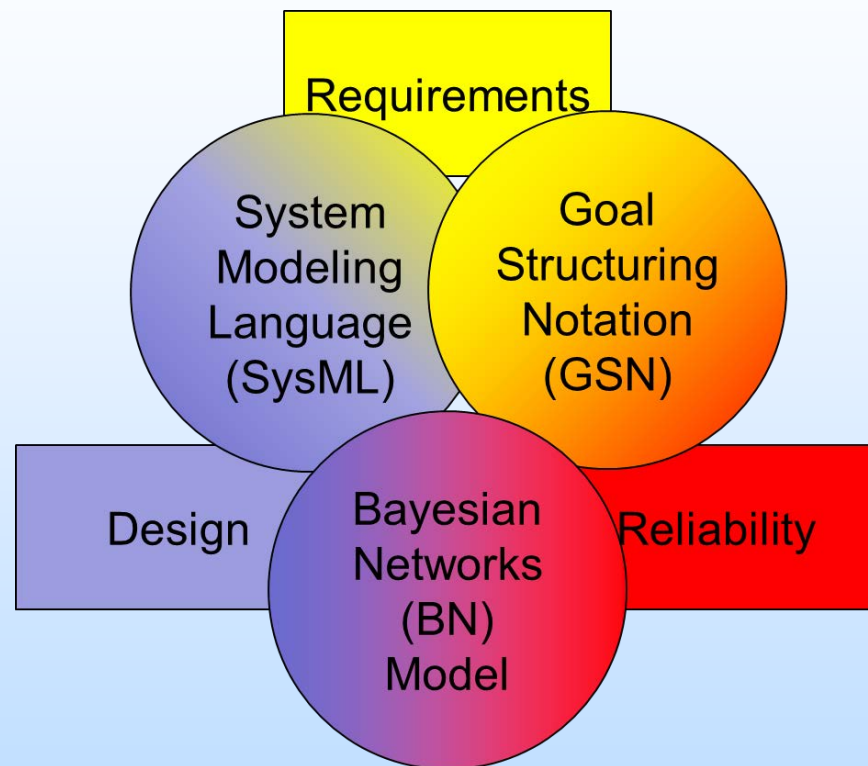 Requirements
System
Modeling
Language
(SysML)
Goal
Structuring
Notation
(GSN)
Design
Bayesian
Networks
(BN)
Model
Reliability